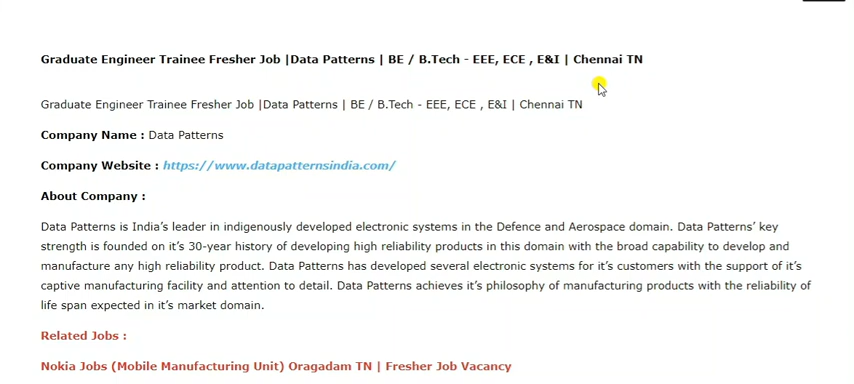 Graduate Engineer Trainee Fresher Job |Data Patterns | BE / B.Tech - EEE, ECE , E&I | Chennai TN
Graduate Engineer Trainee Fresher Job |Data Patterns | BE / B.Tech - EEE, ECE , E&I | Chennai TN
Company Name : Data Patterns
Company Website : https://www.datapatternsindia.com/
About Company :
Data Patterns is India’s leader in indigenously developed electronic systems in the Defence and Aerospace domain. Data Patterns’ key
strength is founded on it’s 30-year history of developing high reliability products in this domain with the broad capability to develop and
manufacture any high reliability product. Data Patterns has developed several electronic systems for it’s customers with the support of it’s
captive manufacturing facility and attention to detail. Data Patterns achieves it’s philosophy of manufacturing products with the reliability of
life span expected in it’s market domain.
Related Jobs :
Nokia Jobs (Mobile Manufacturing Unit) Oragadam TN | Fresher Job Vacancy